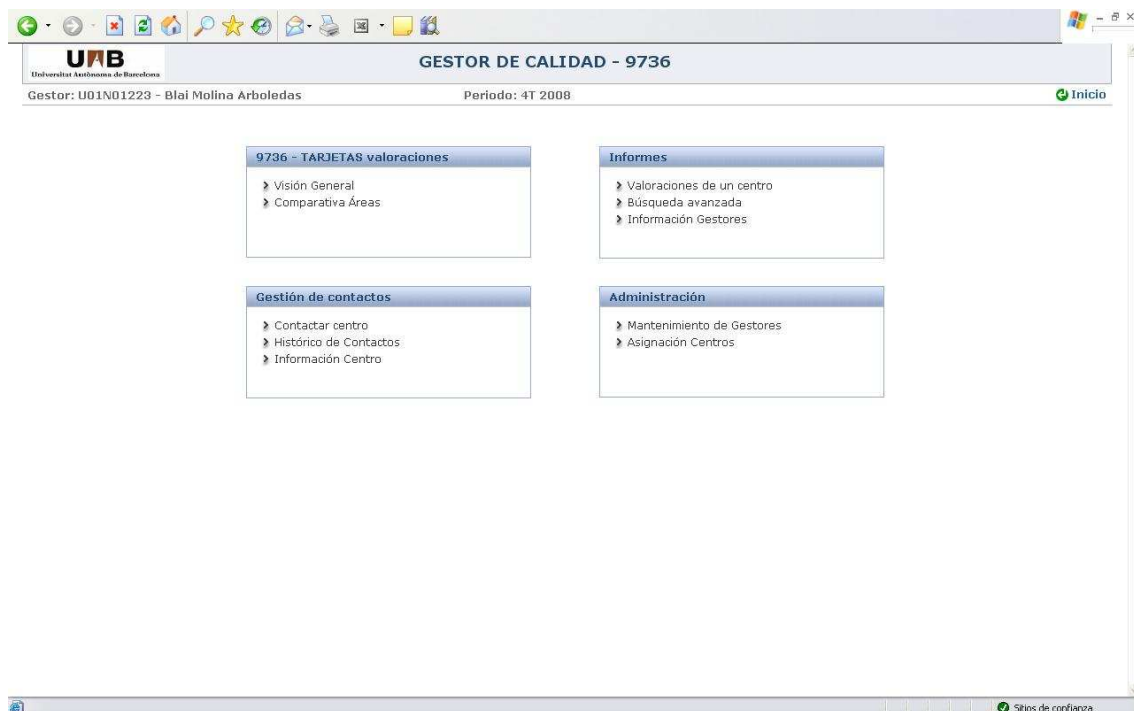 UAB
Universitat Autònoma de Barcelona
GESTOR DE CALIDAD - 9736
Gestor: U01N01223 - Blai Molina Arboledas
Periodo: 4T 2008
Inicio
9736 - TARJETAS valoraciones
Visión General
Comparativa Áreas
Informes
Valoraciones de un centro
Búsqueda avanzada
Información Gestores
Gestión de contactos
Contactar centro
Histórico de Contactos
Información Centro
Administración
Mantenimiento de Gestores
Asignación Centros
Sitios de confianza